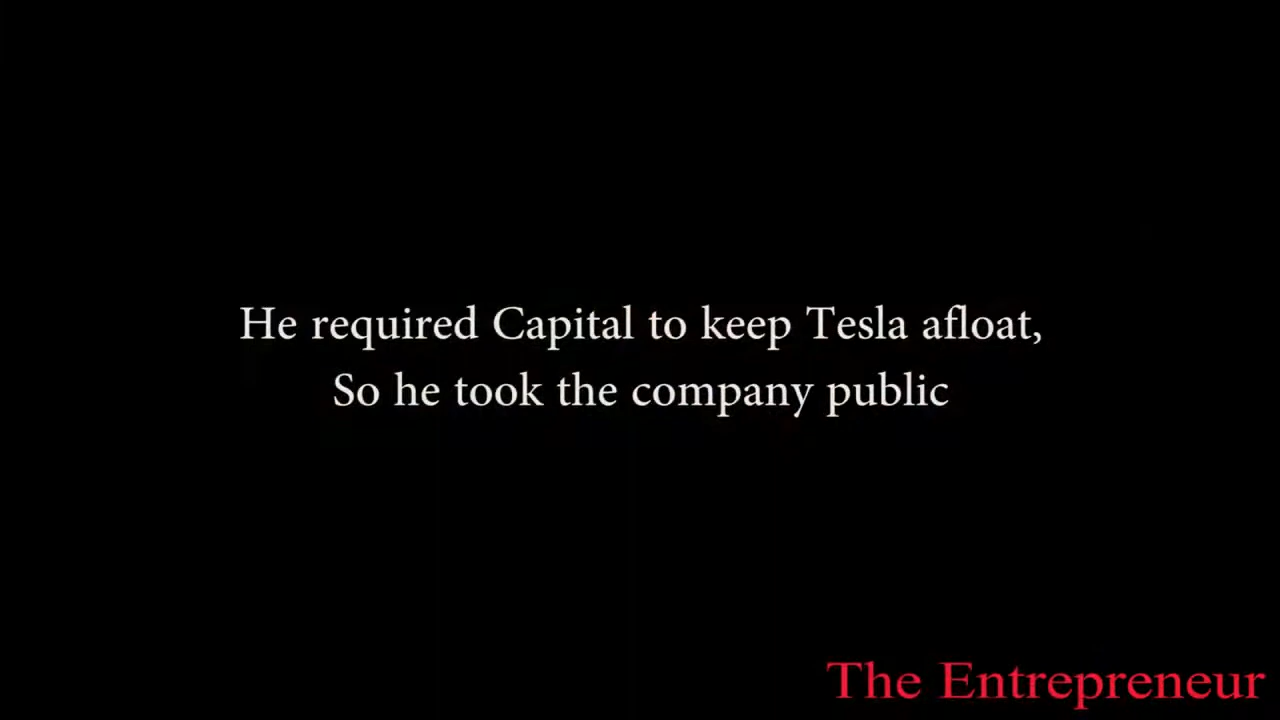 He required Capital to keep Tesla afloat,
So he took the company public
The Entrepreneur